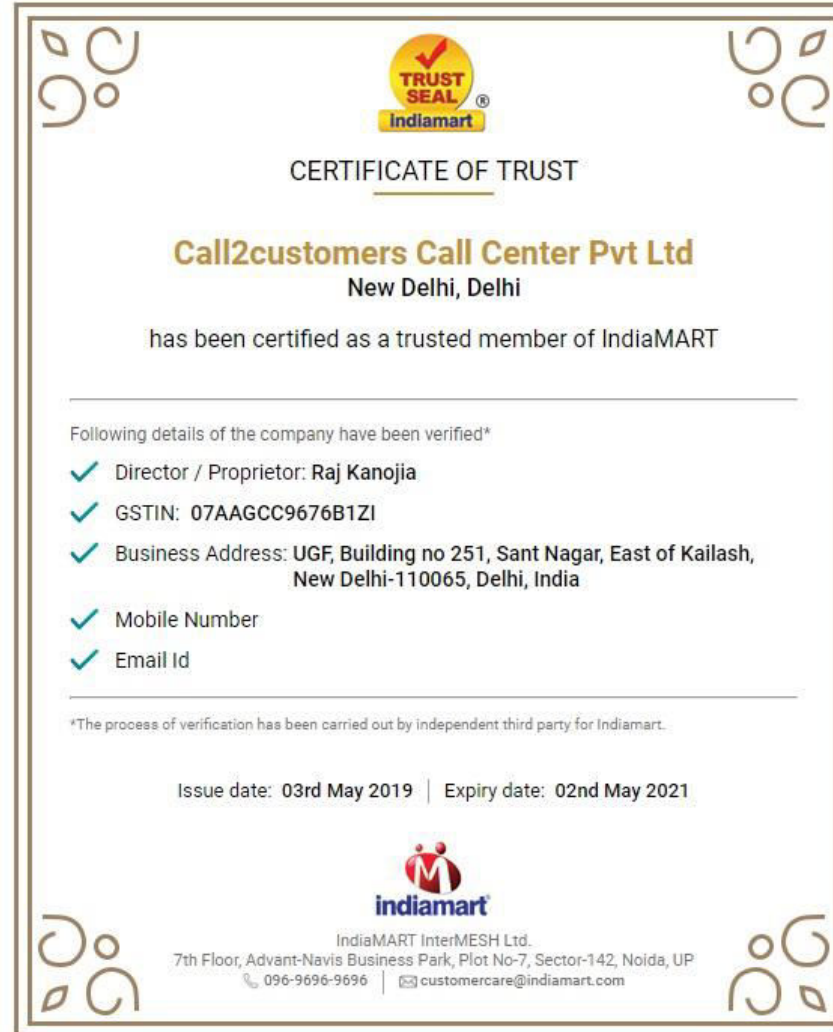 TRUST
SEAL
®
indiamart
CERTIFICATE OF TRUST
Call2customers Call Center Pvt Ltd
New Delhi, Delhi
has been certified as a trusted member of IndiaMART
Following details of the company have been verified*
Director / Proprietor: Raj Kanojia
GSTIN: 07AAGCC9676B1ZI
Business Address: UGF, Building no 251, Sant Nagar, East of Kailash,
New Delhi-110065, Delhi, India
Mobile Number
Email Id
*The process of verification has been carried out by independent third party for Indiamart.
Issue date: 03rd May 2019 | Expiry date: 02nd May 2021
indiamart
IndiaMART InterMESH Ltd.
7th Floor, Advant-Navis Business Park, Plot No-7, Sector-142, Noida, UP
096-9696-9696 | customercare@indiamart.com